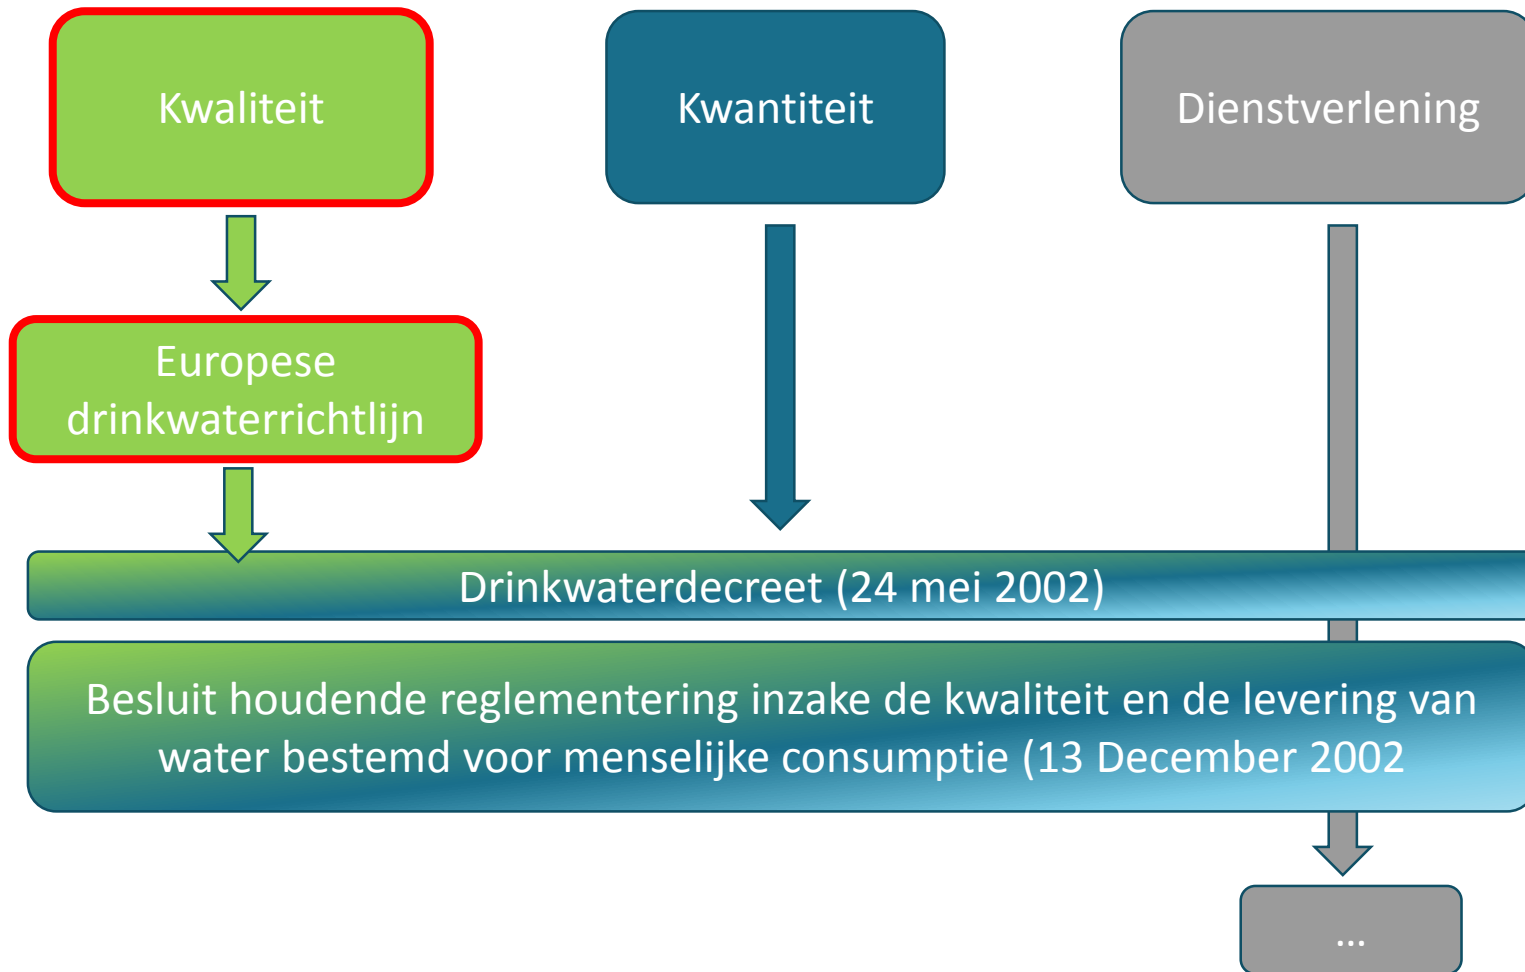 Kwaliteit
Kwantiteit
Dienstverlening
Europese
drinkwaterrichtlijn
Drinkwaterdecreet (24 mei 2002)
Besluit houdende reglementering inzake de kwaliteit en de levering van
water bestemd voor menselijke consumptie (13 December 2002
...